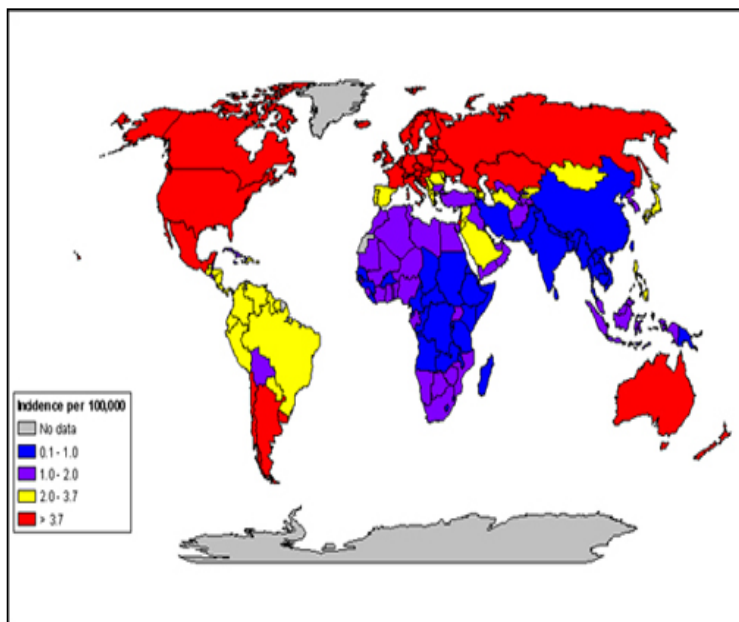 Incidence per 100,000
No data
0.1 - 1.0
1.0 - 2.0
2.0 - 3.7
> 3.7